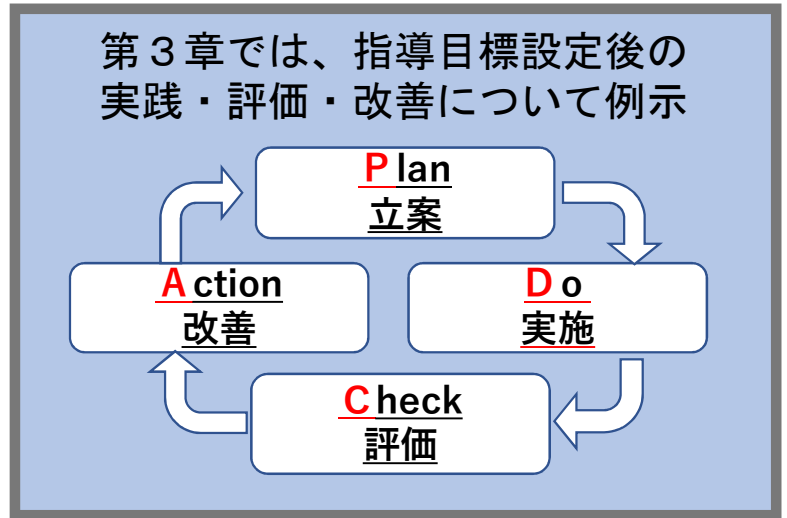 第３章では、指導目標設定後の
実践・評価・改善について例示
Plan
立案
Action
改善
Do
実施
Check
評価